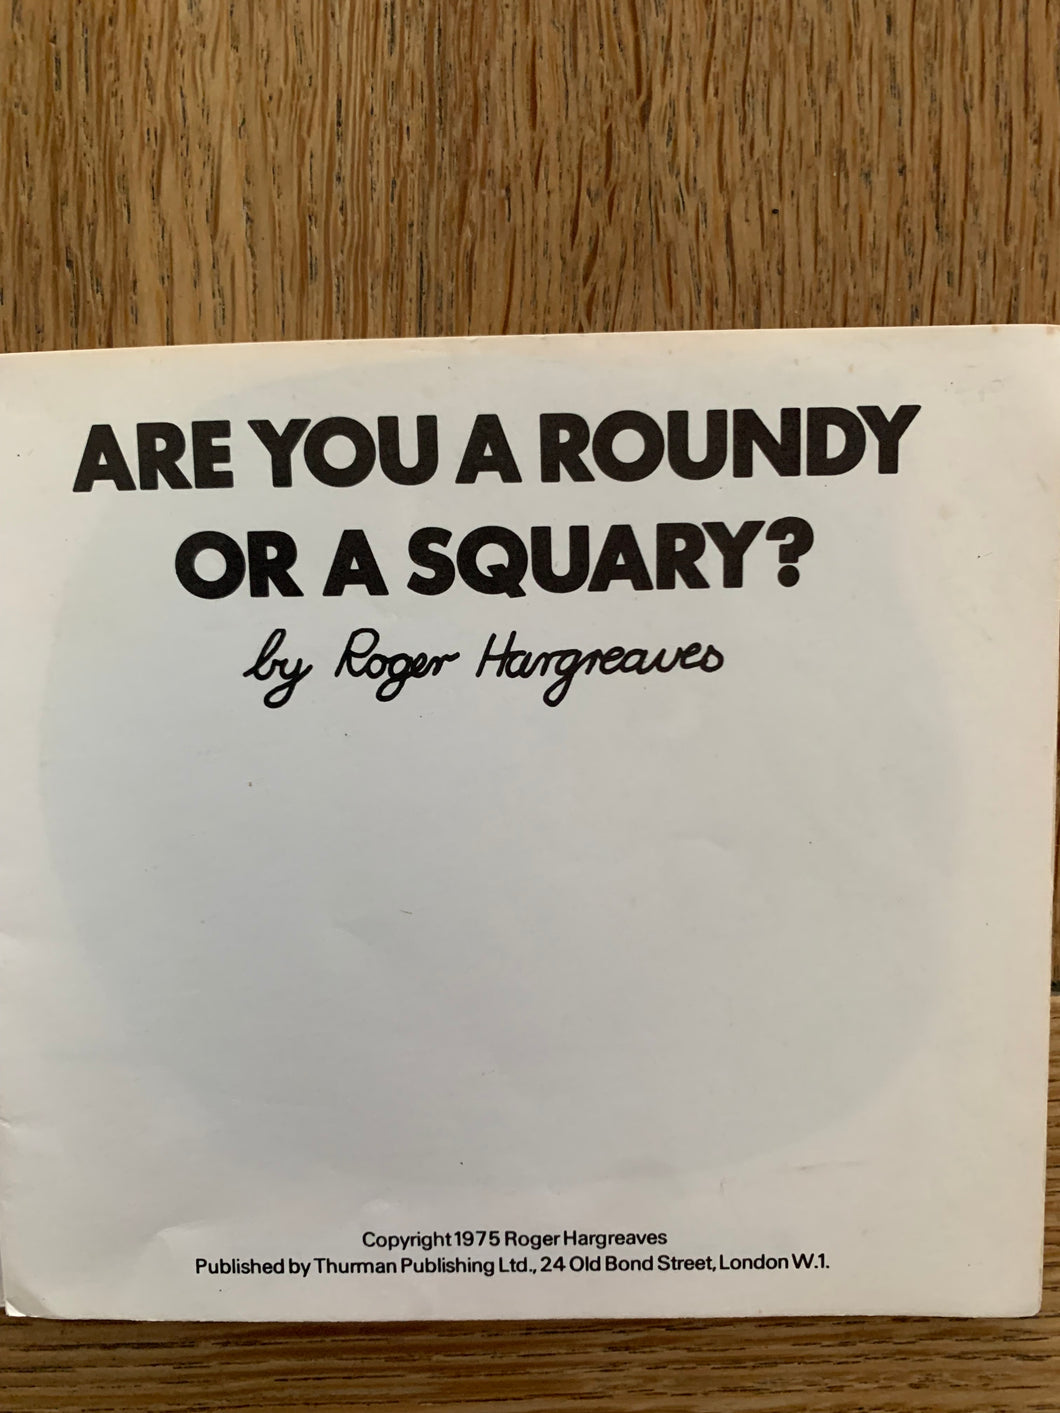 ARE YOU A ROUNDY
OR A SQUARY?
by Roger Hargreaves
Copyright 1975 Roger Hargreaves
Published by Thurman Publishing Ltd., 24 Old Bond Street, London W.1.